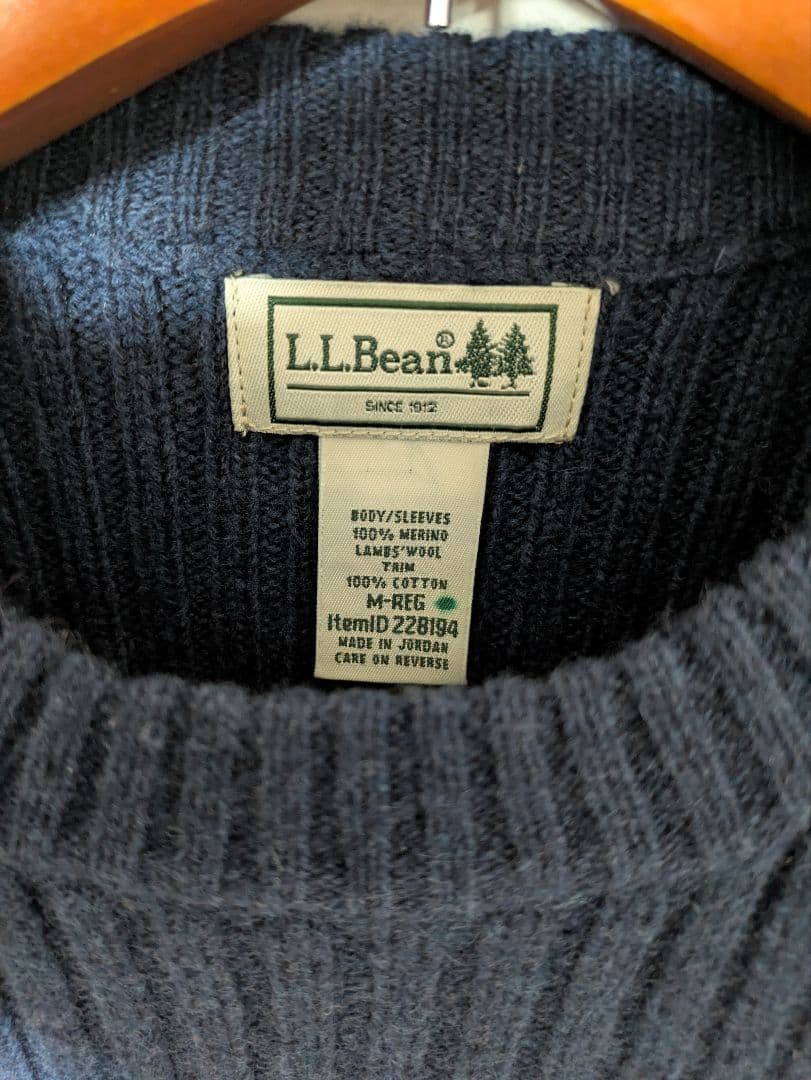 L.L.Bean®
SINCE 1912
BODY/SLEEVES
100% MERINO
LAMBS' WOOL
TRIM
100% COTTON
M-REG
ItemID 228194
MADE IN JORDAN
CARE ON REVERSE